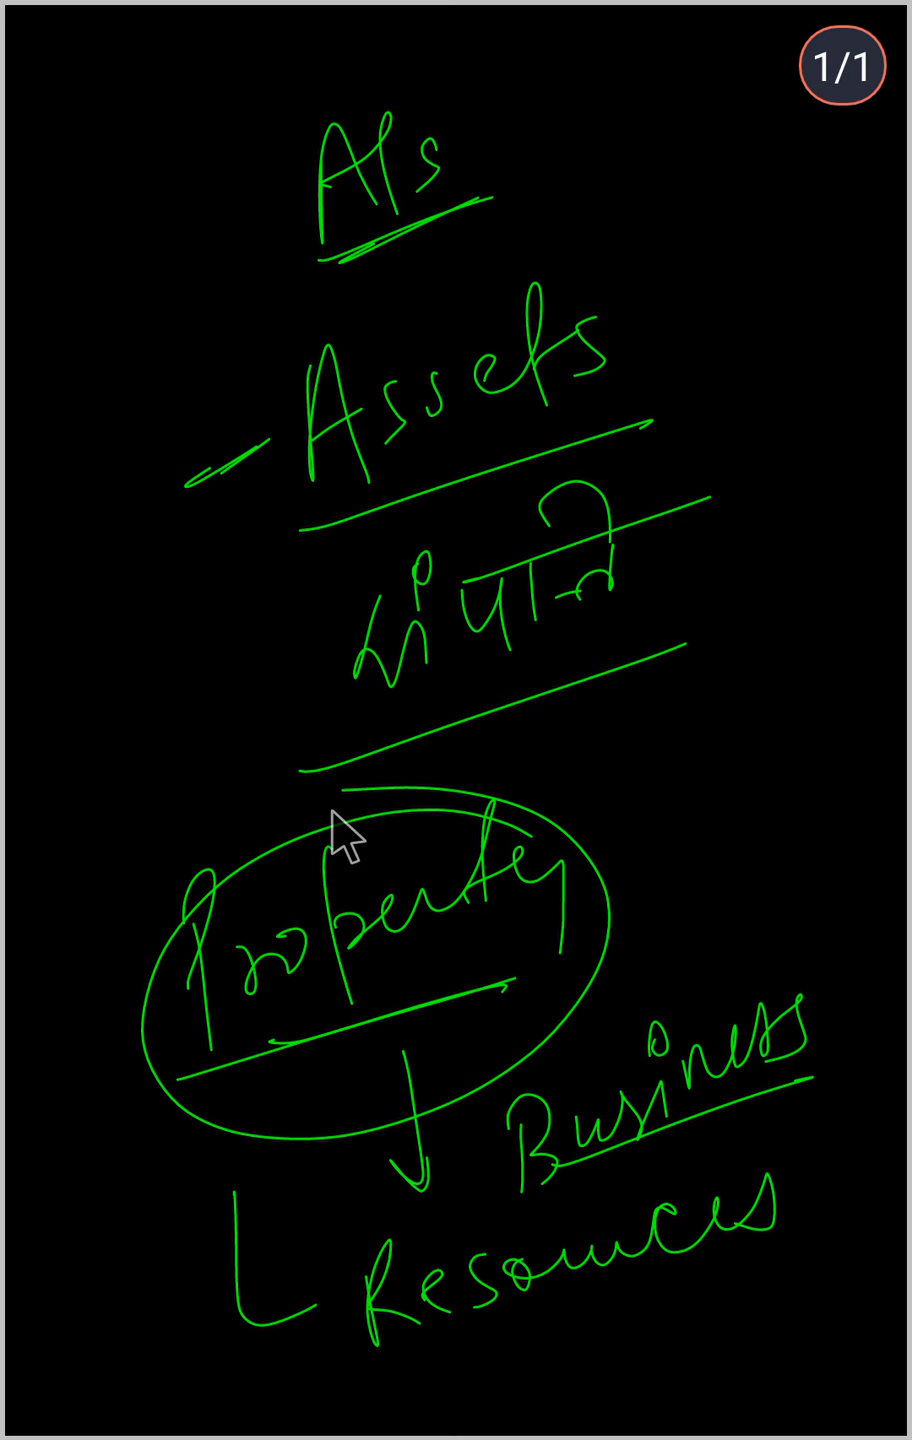 1/1
A/s
Assets
संपत्ति
Property
Business
Resources